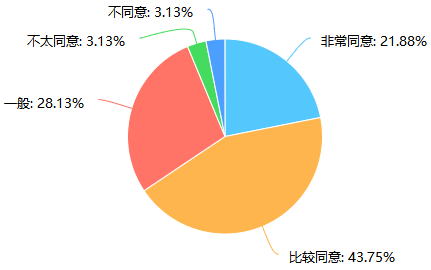 不同意: 3.13%
不太同意: 3.13%
非常同意: 21.88%
一般: 28.13%
比较同意: 43.75%